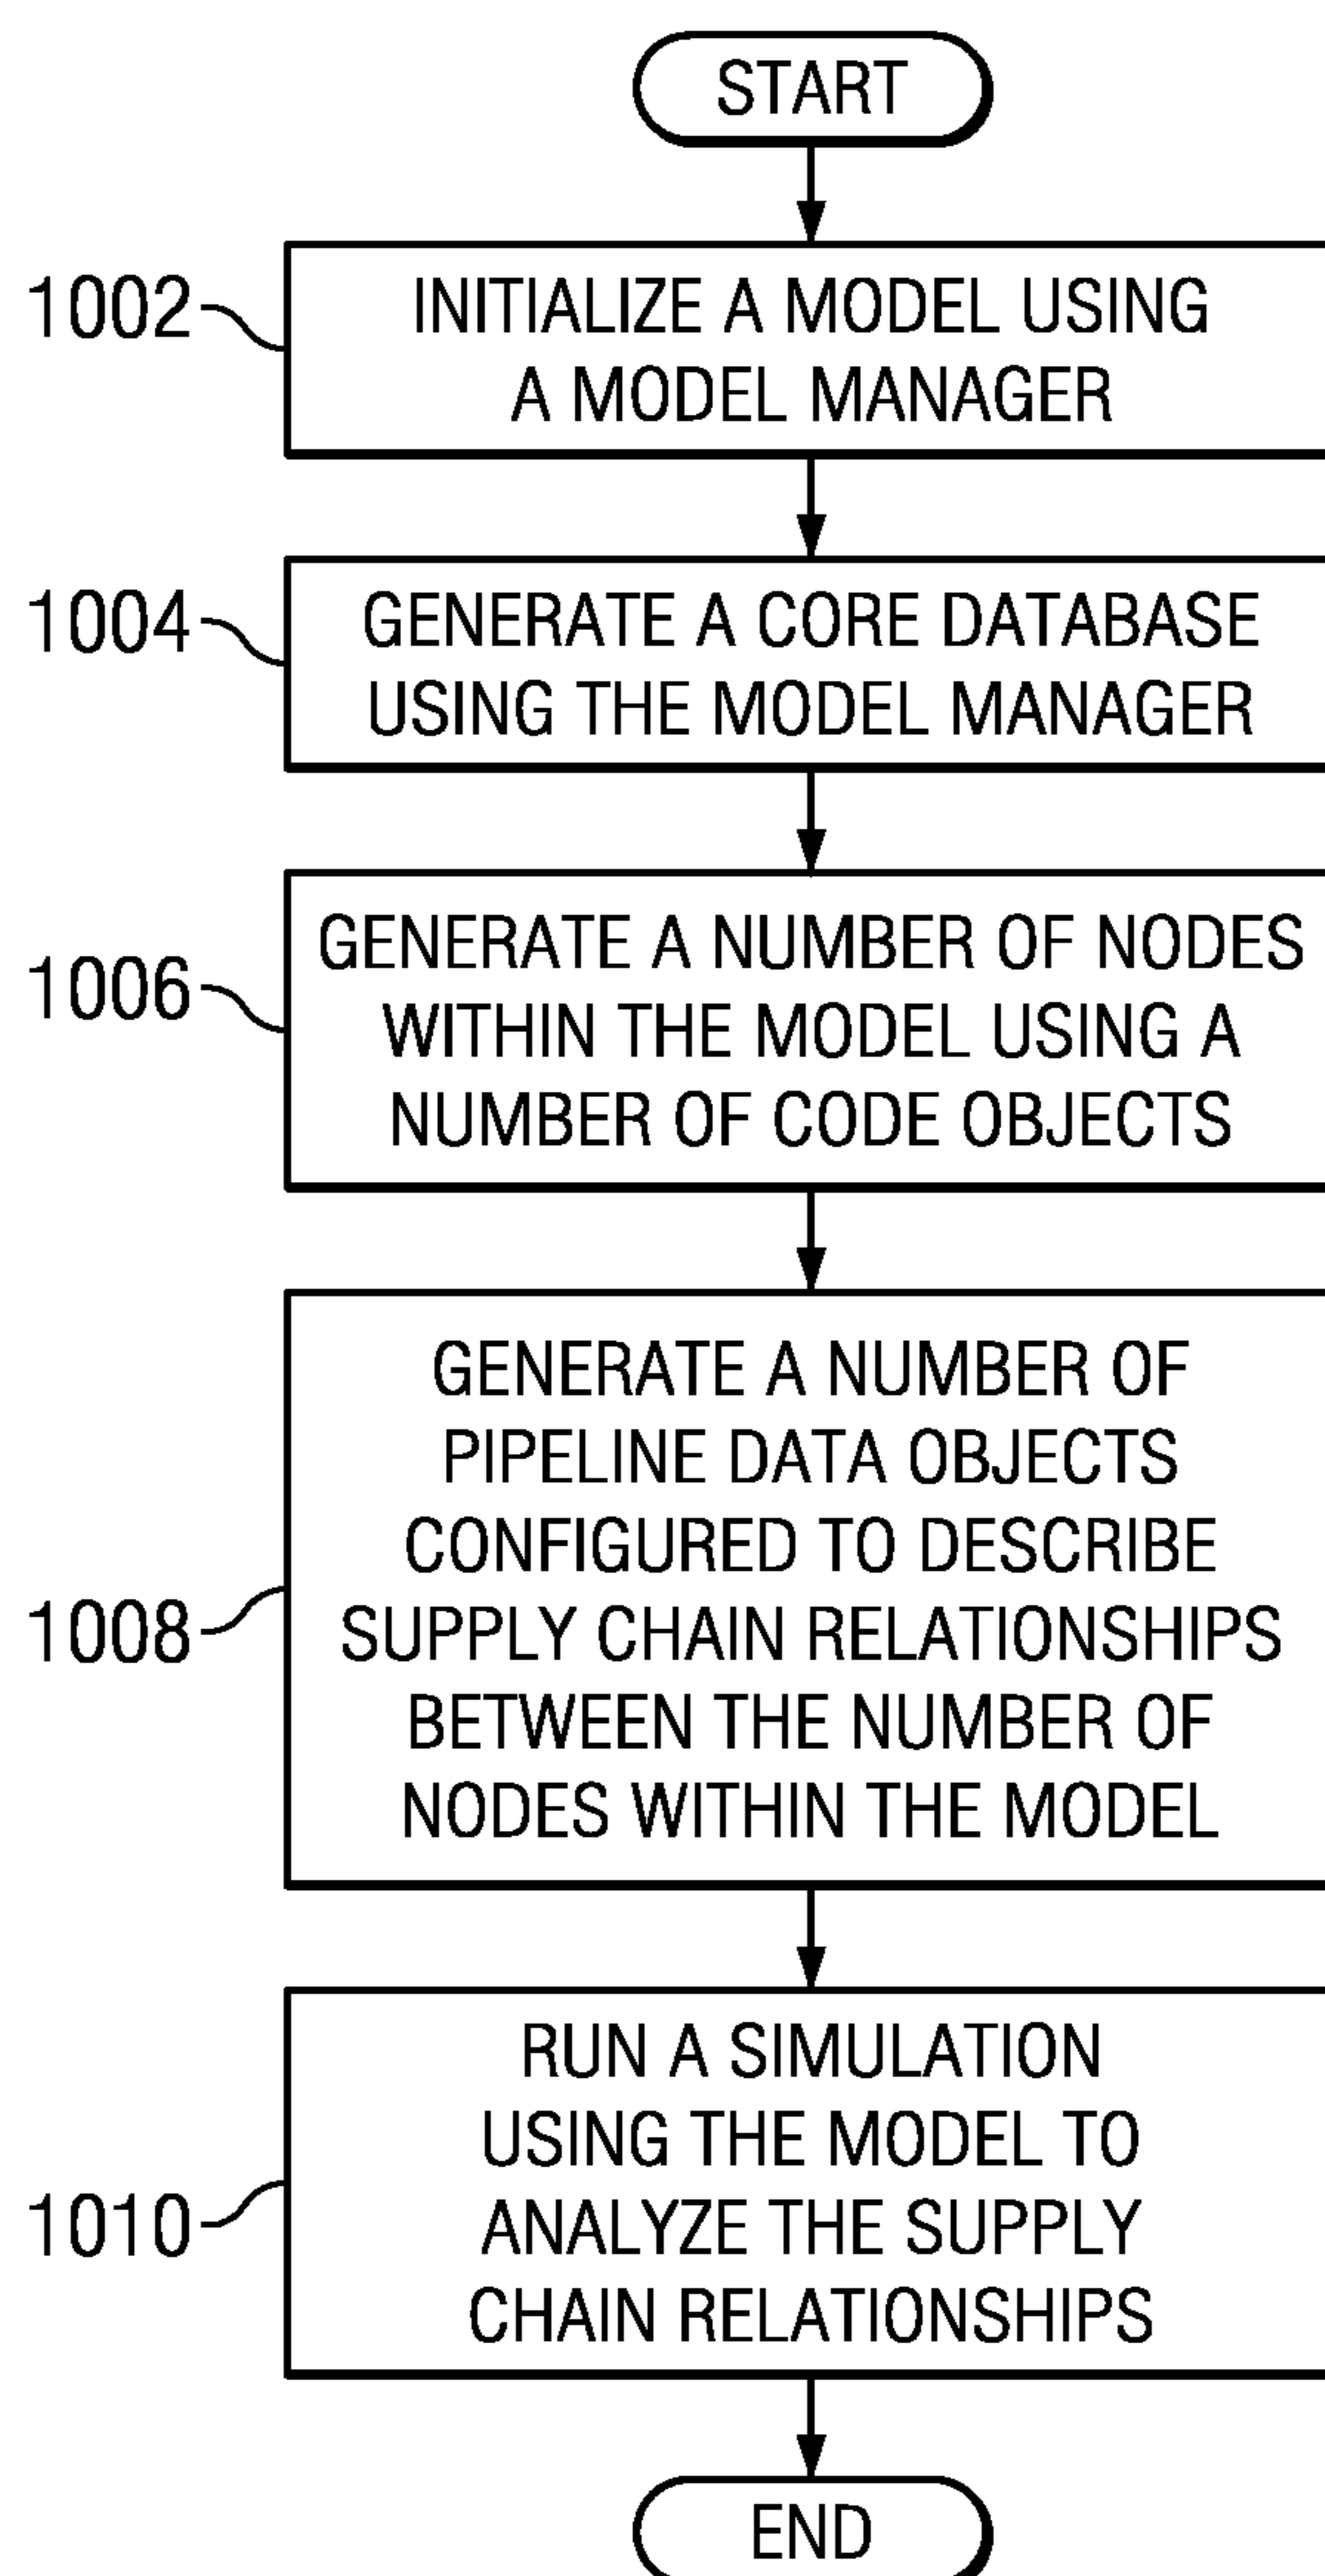 START
1002
INITIALIZE A MODEL USING
A MODEL MANAGER
1004
GENERATE A CORE DATABASE
USING THE MODEL MANAGER
1006
GENERATE A NUMBER OF NODES
WITHIN THE MODEL USING A
NUMBER OF CODE OBJECTS
1008
GENERATE A NUMBER OF
PIPELINE DATA OBJECTS
CONFIGURED TO DESCRIBE
SUPPLY CHAIN RELATIONSHIPS
BETWEEN THE NUMBER OF
NODES WITHIN THE MODEL
1010
RUN A SIMULATION
USING THE MODEL TO
ANALYZE THE SUPPLY
CHAIN RELATIONSHIPS
END